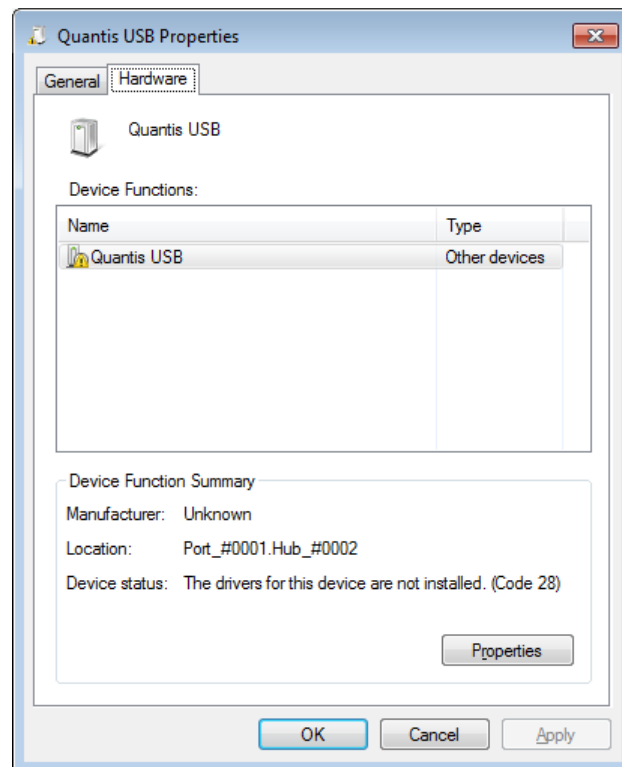 Quantis USB Properties
General Hardware
Quantis USB
Device Functions:
Name Type
Quantis USB Other devices
Device Function Summary
Manufacturer: Unknown
Location: Port_#0001.Hub_#0002
Device status: The drivers for this device are not installed. (Code 28)
Properties
OK Cancel Apply